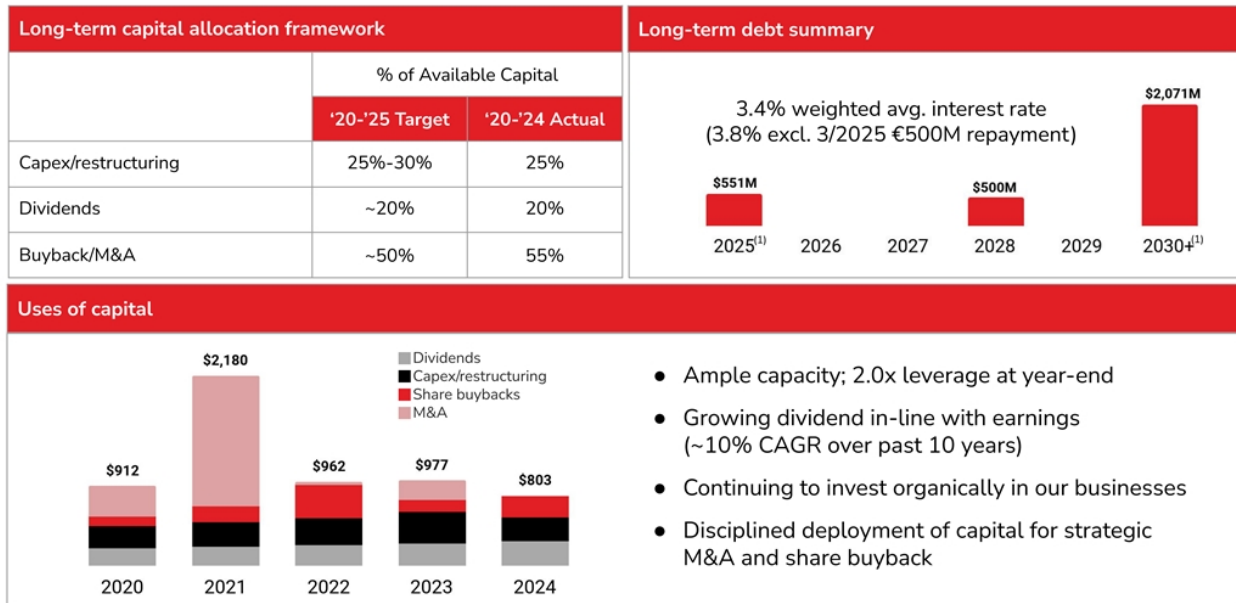 Long-term capital allocation framework
% of Available Capital
‘20-’25 Target
‘20-’24 Actual
Capex/restructuring
25%-30%
25%
Dividends
~20%
20%
Buyback/M&A
~50%
55%
Long-term debt summary
3.4% weighted avg. interest rate
(3.8% excl. 3/2025 €500M repayment)
$551M
$500M
$2,071M
2025(1)
2026
2027
2028
2029
2030+(1)
Uses of capital
Dividends
Capex/restructuring
Share buybacks
M&A
$912
$2,180
$962
$977
$803
2020
2021
2022
2023
2024
● Ample capacity; 2.0x leverage at year-end
● Growing dividend in-line with earnings
(~10% CAGR over past 10 years)
● Continuing to invest organically in our businesses
● Disciplined deployment of capital for strategic
M&A and share buyback